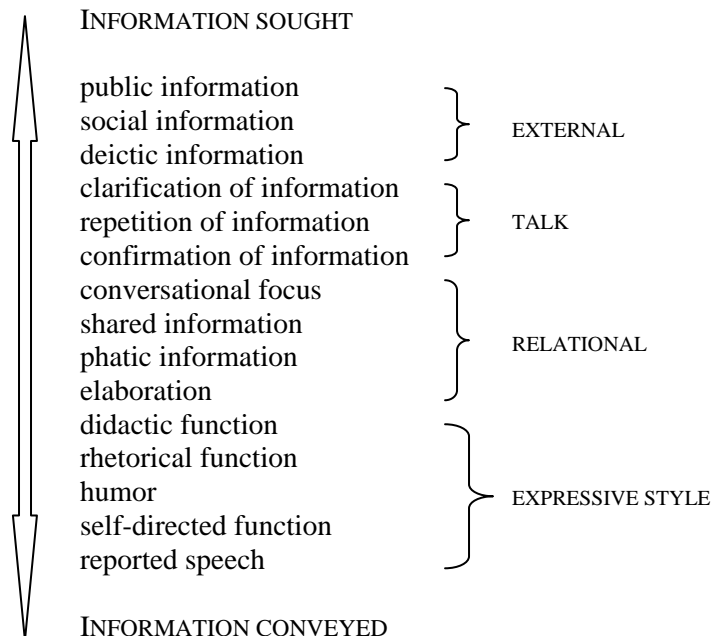 INFORMATION SOUGHT
public information
social information
deictic information
EXTERNAL
clarification of information
repetition of information
confirmation of information
TALK
conversational focus
shared information
phatic information
elaboration
RELATIONAL
didactic function
rhetorical function
humor
self-directed function
reported speech
EXPRESSIVE STYLE
INFORMATION CONVEYED